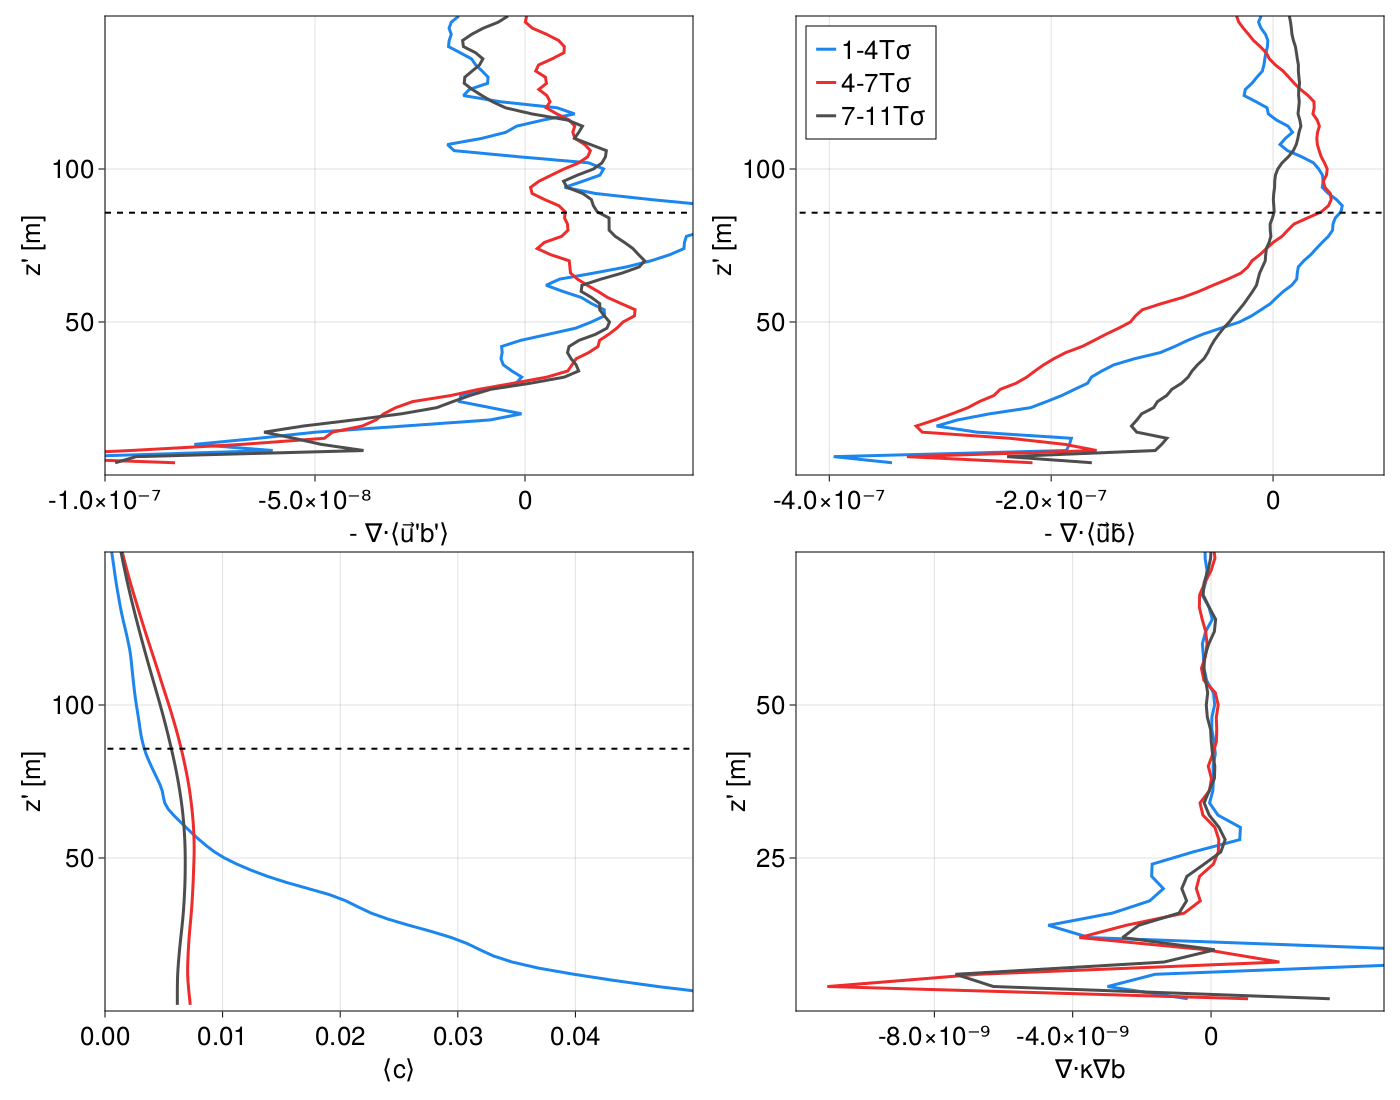 z' [m]
100
50
-1.0×10⁻⁷
-5.0×10⁻⁸
0
- ∇·⟨u⃗'b'⟩
1-4Tσ
4-7Tσ
7-11Tσ
z' [m]
100
50
-4.0×10⁻⁷
-2.0×10⁻⁷
0
z' [m]
100
50
0.00
0.01
0.02
0.03
0.04
⟨c⟩
z' [m]
50
25
-8.0×10⁻⁹
-4.0×10⁻⁹
0
∇·κ∇b